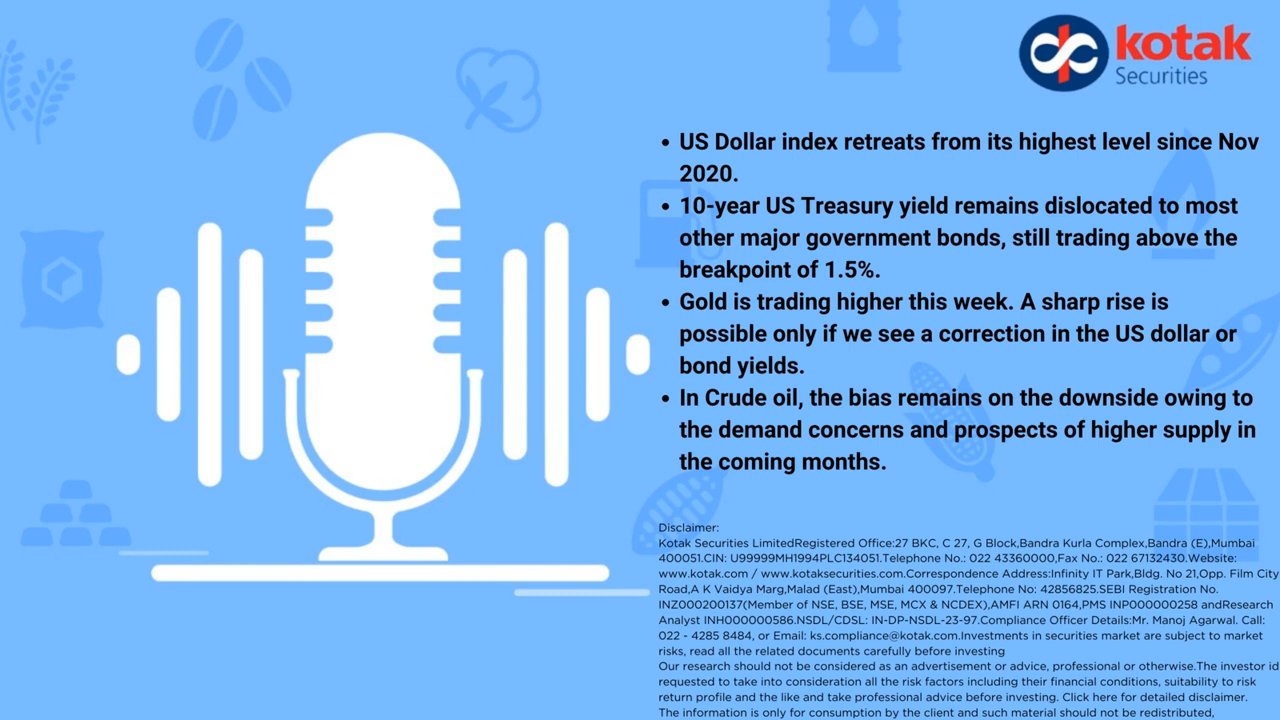 kotak
Securities
• US Dollar index retreats from its highest level since Nov
2020.
• 10-year US Treasury yield remains dislocated to most
other major government bonds, still trading above the
breakpoint of 1.5%.
• Gold is trading higher this week. A sharp rise is
possible only if we see a correction in the US dollar or
bond yields.
• In Crude oil, the bias remains on the downside owing to
the demand concerns and prospects of higher supply in
the coming months.
Disclaimer:
Kotak Securities LimitedRegistered Office:27 BKC, C 27, G Block,Bandra Kurla Complex,Bandra (E),Mumbai
400051.CIN: U99999MH1994PLC134051.Telephone No.: 022 43360000,Fax No.: 022 67132430.Website:
www.kotak.com / www.kotaksecurities.com.Correspondence Address:Infinity IT Park,Bldg. No 21,Opp. Film City
Road,A K Vaidya Marg,Malad (East),Mumbai 400097.Telephone No: 42856825.SEBI Registration No.
INZ000200137(Member of NSE, BSE, MSE, MCX & NCDEX),AMFI ARN 0164,PMS INP000000258 andResearch
Analyst INH000000586.NSDL/CDSL: IN-DP-NSDL-23-97.Compliance Officer Details:Mr. Manoj Agarwal. Call:
022 - 4285 8484, or Email: ks.compliance@kotak.com.Investments in securities market are subject to market
risks, read all the related documents carefully before investing
Our research should not be considered as an advertisement or advice, professional or otherwise.The investor id
requested to take into consideration all the risk factors including their financial conditions, suitability to risk
return profile and the like and take professional advice before investing. Click here for detailed disclaimer.
The information is only for consumption by the client and such material should not be redistributed,